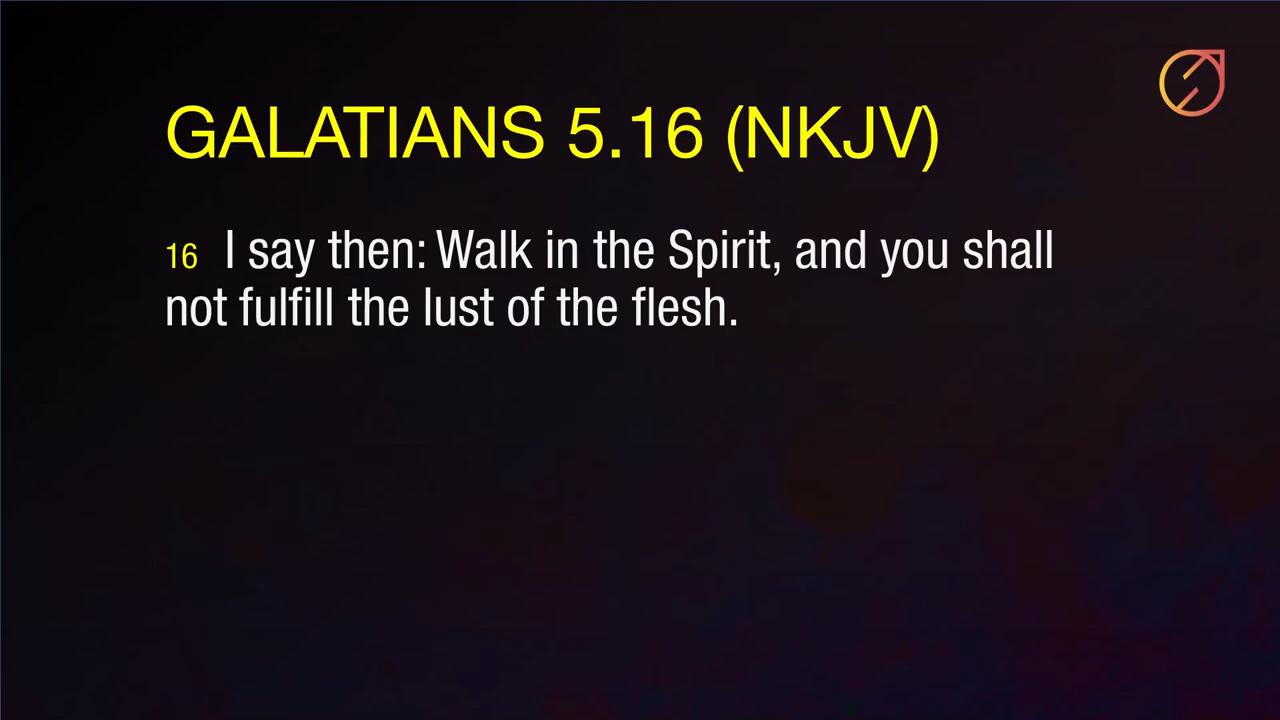 GALATIANS 5.16 (NKJV)
16 I say then: Walk in the Spirit, and you shall
not fulfill the lust of the flesh.